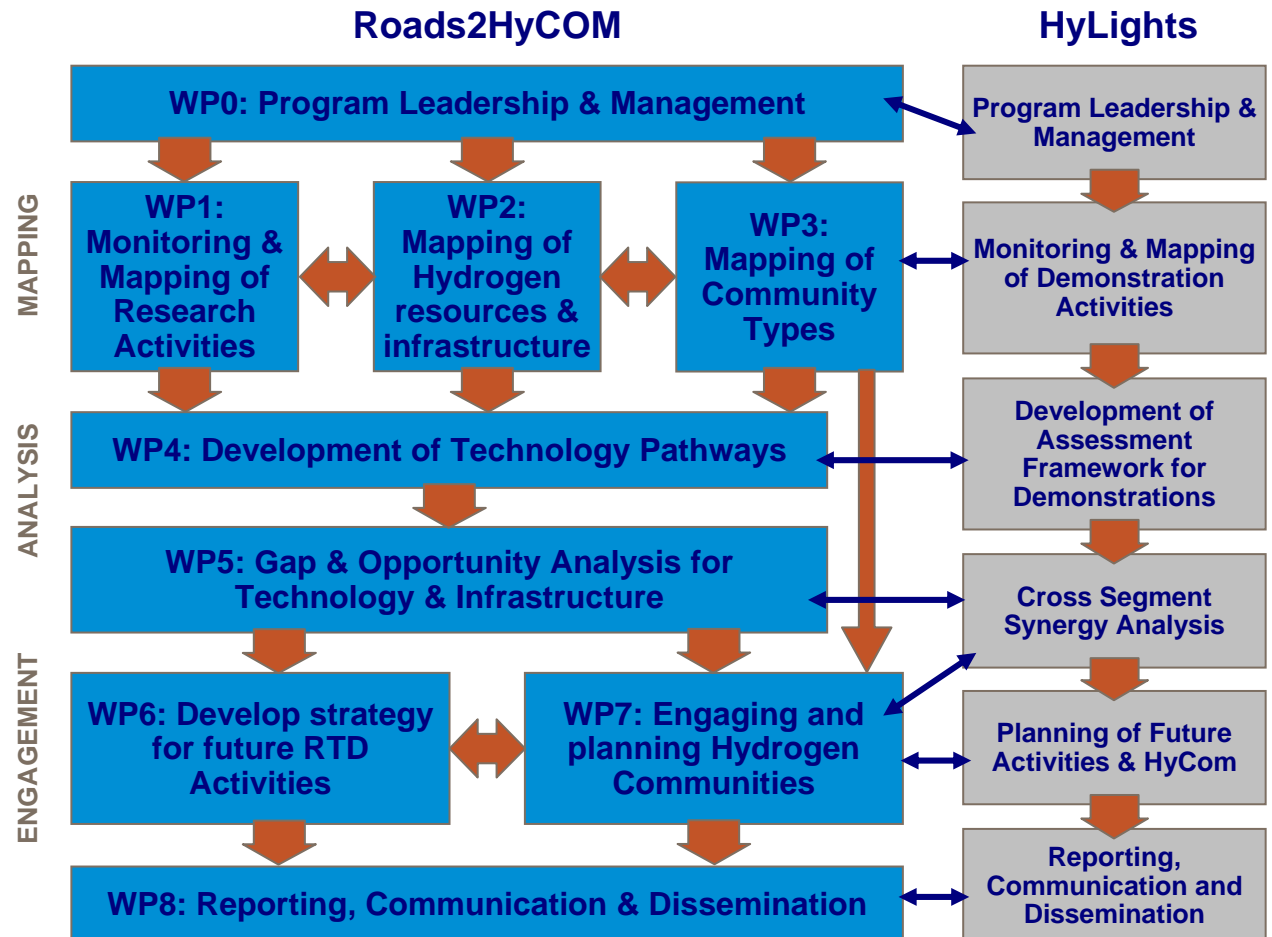 Roads2HyCOM
HyLights
WP0: Program Leadership & Management
Program Leadership &
Management
MAPPING
WP1:
Monitoring &
Mapping of
Research
Activities
WP2:
Mapping of
Hydrogen
resources &
infrastructure
WP3:
Mapping of
Community
Types
Monitoring & Mapping
of Demonstration
Activities
ANALYSIS
WP4: Development of Technology Pathways
Development of
Assessment
Framework for
Demonstrations
WP5: Gap & Opportunity Analysis for
Technology & Infrastructure
Cross Segment
Synergy Analysis
ENGAGEMENT
WP6: Develop strategy
for future RTD
Activities
WP7: Engaging and
planning Hydrogen
Communities
Planning of Future
Activities & HyCom
WP8: Reporting, Communication & Dissemination
Reporting,
Communication and
Dissemination